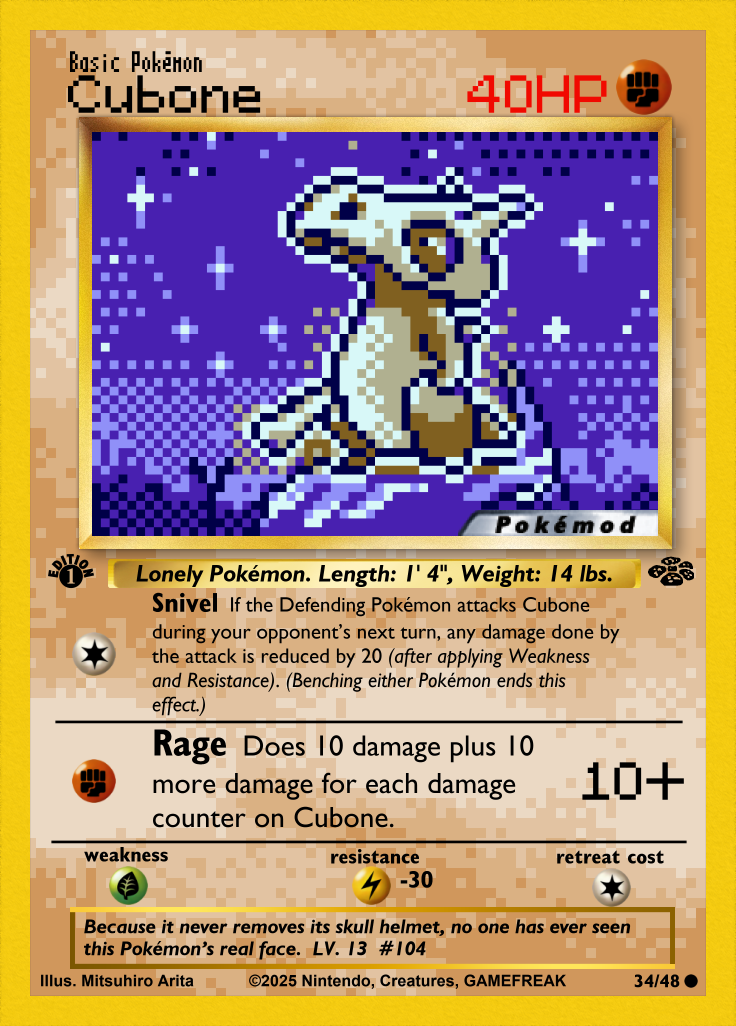 Basic Pokémon
Cubone 40HP
Pokémod
EDITION 1
Lonely Pokémon. Length: 1' 4", Weight: 14 lbs.
Snivel If the Defending Pokémon attacks Cubone
during your opponent's next turn, any damage done by
the attack is reduced by 20 (after applying Weakness
and Resistance). (Benching either Pokémon ends this
effect.)
Rage Does 10 damage plus 10
more damage for each damage
counter on Cubone.
10+
weakness resistance retreat cost
-30
Because it never removes its skull helmet, no one has ever seen
this Pokémon's real face. LV. 13 #104
Illus. Mitsuhiro Arita ©2025 Nintendo, Creatures, GAMEFREAK 34/48